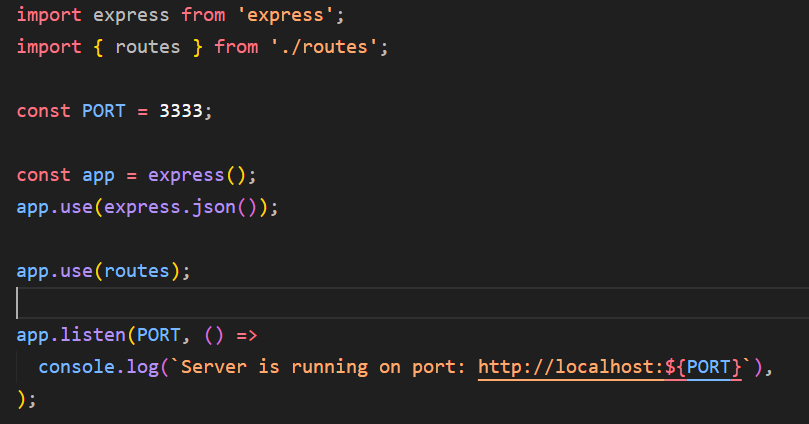 import express from 'express';
import { routes } from './routes';
const PORT = 3333;
const app = express();
app.use(express.json());
app.use(routes);
app.listen(PORT, () =>
  console.log(`Server is running on port: http://localhost:${PORT}`),
);